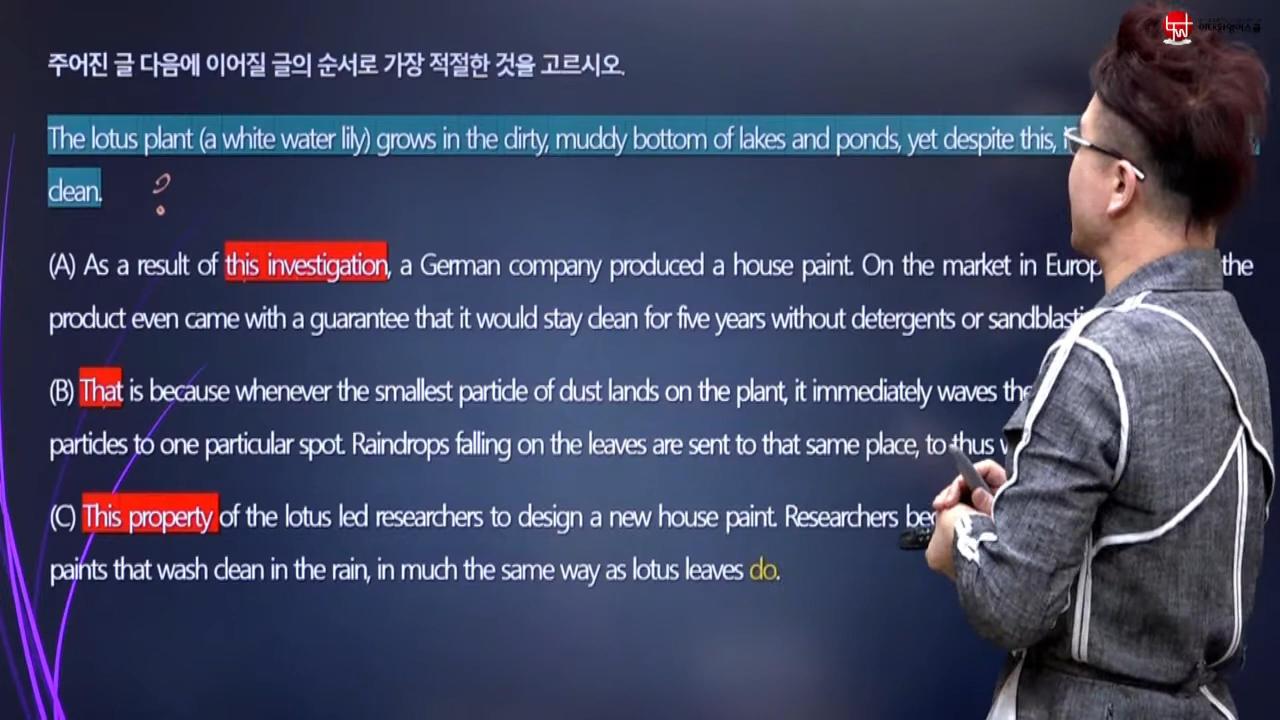 주어진 글 다음에 이어질 글의 순서로 가장 적절한 것을 고르시오.
The lotus plant (a white water lily) grows in the dirty, muddy bottom of lakes and ponds, yet despite this,
clean. ?
(A) As a result of this investigation, a German company produced a house paint. On the market in the
product even came with a guarantee that it would stay clean for five years without detergents or
(B) That is because whenever the smallest particle of dust lands on the plant, it immediately waves
particles to one particular spot. Raindrops falling on the leaves are sent to that same place, to thus
(C) This property of the lotus led researchers to design a new house paint. Researchers
paints that wash clean in the rain, in much the same way as lotus leaves do.